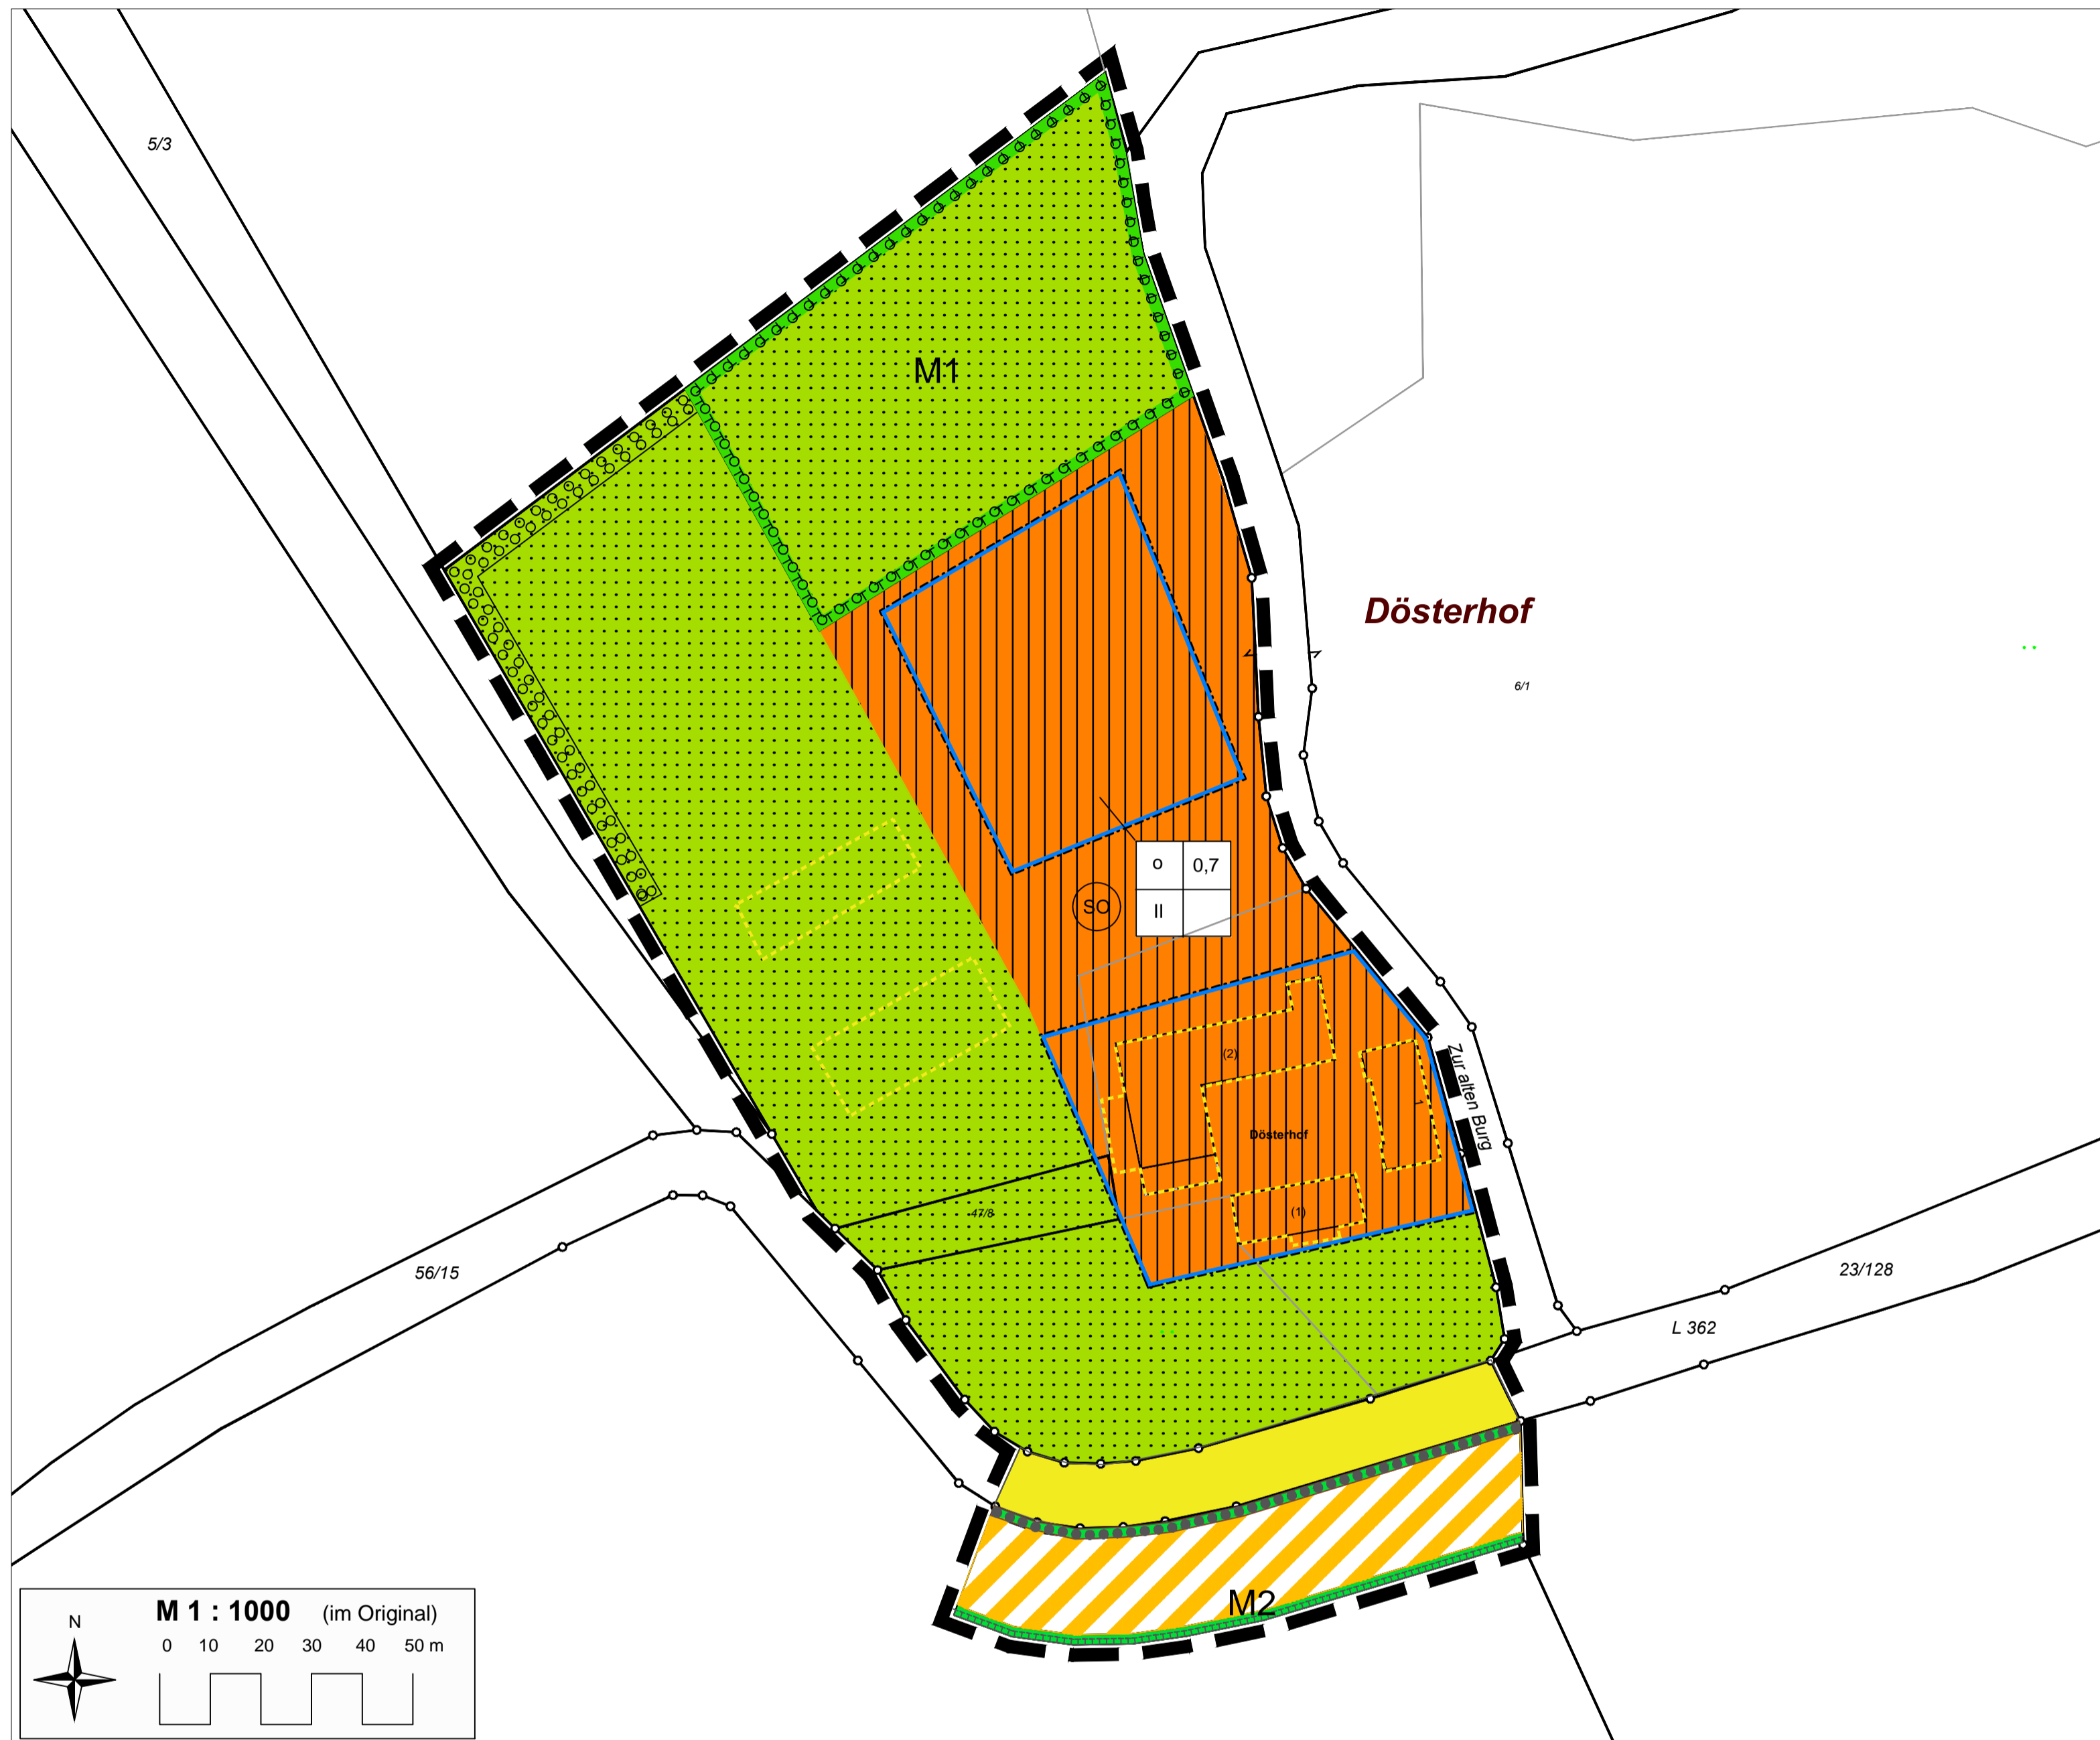 5/3
M1
Dösterhof
6/1
o 0,7
SO
II
(2)
1
Zur alten Burg
Dösterhof
47/8
(1)
56/15
23/128
L 362
M2
M 1 : 1000 (im Original)
N
0 10 20 30 40 50 m